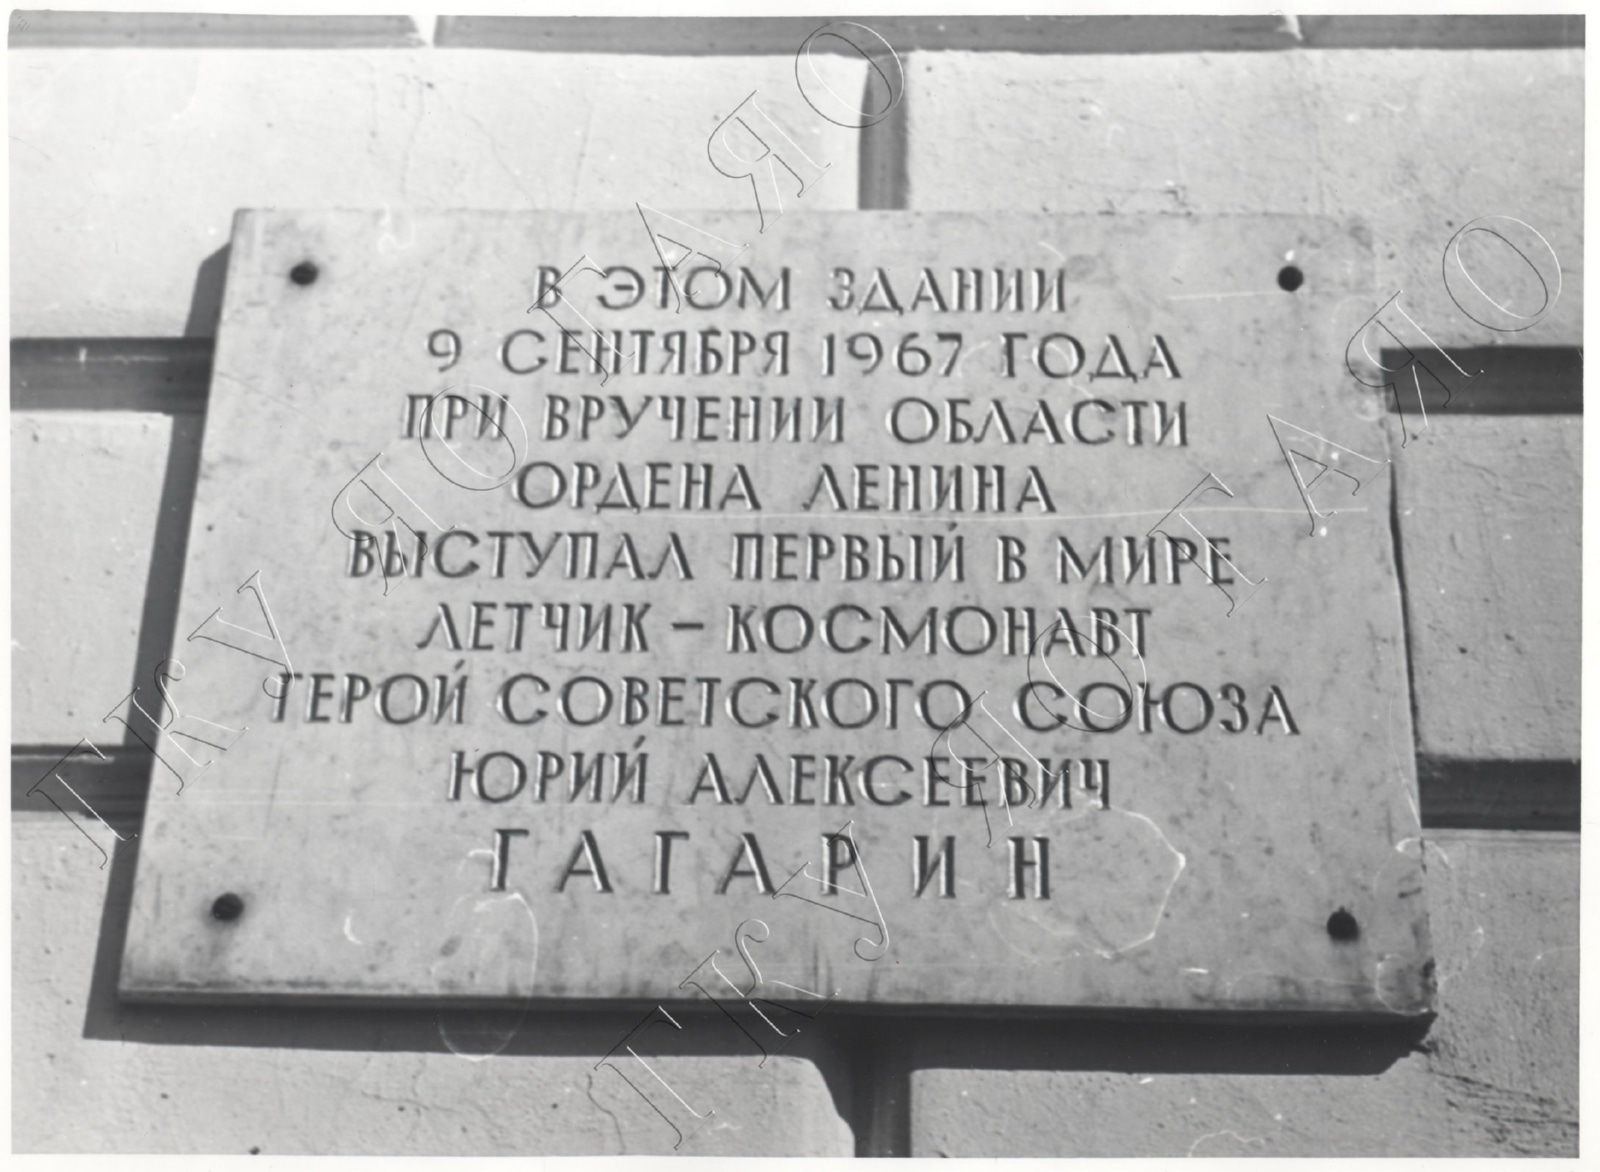 В ЭТОМ ЗДАНИИ
9 СЕНТЯБРЯ 1967 ГОДА
ПРИ ВРУЧЕНИИ ОБЛАСТИ
ОРДЕНА ЛЕНИНА
ВЫСТУПАЛ ПЕРВЫЙ В МИРЕ
ЛЕТЧИК – КОСМОНАВТ
ГЕРОЙ СОВЕТСКОГО СОЮЗА
ЮРИЙ АЛЕКСЕЕВИЧ
ГАГАРИН
ГКУ ЯО ГАЯО
ГКУ ЯО ГАЯО